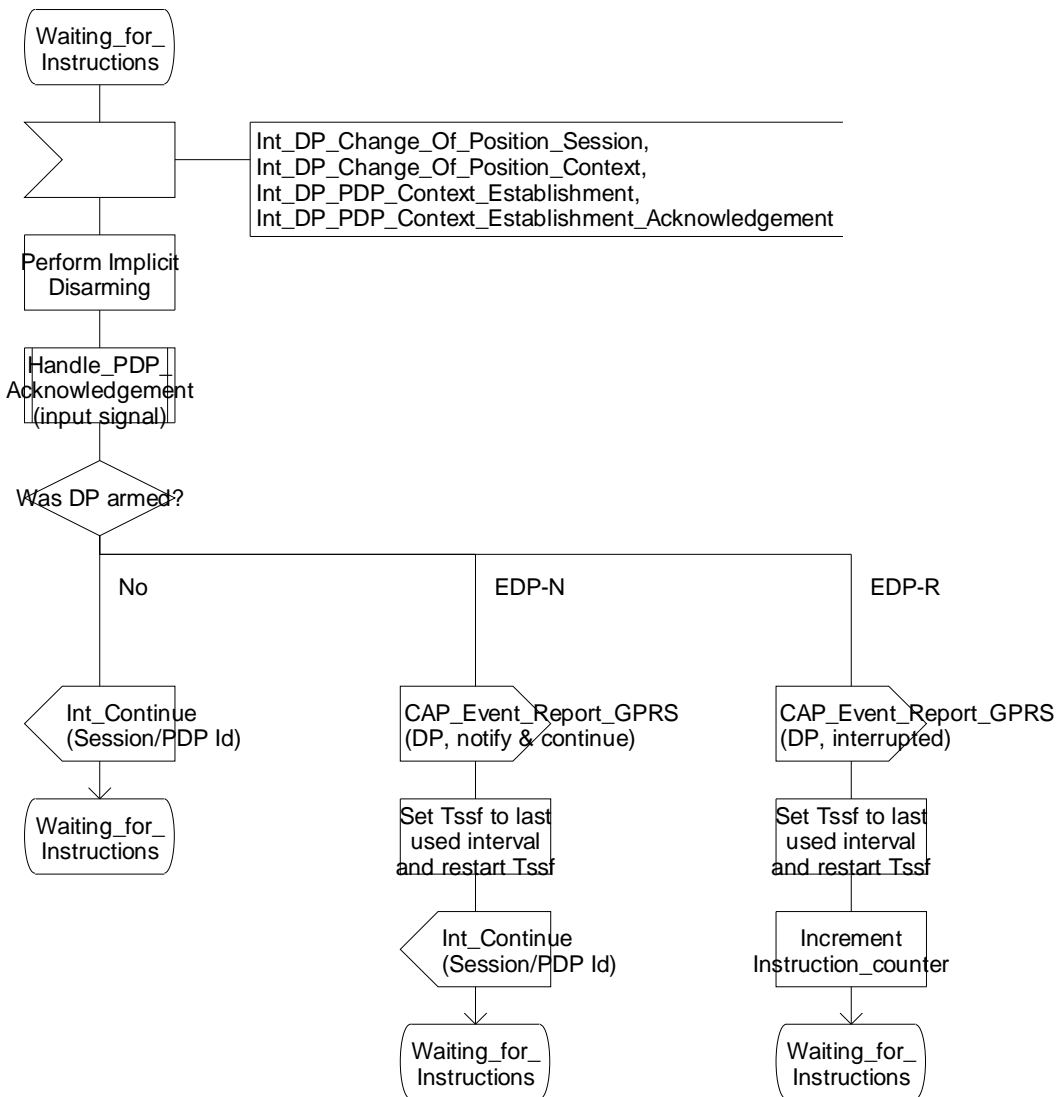 Waiting_for_
Instructions
Int_DP_Change_Of_Position_Session,
Int_DP_Change_Of_Position_Context,
Int_DP_PDP_Context_Establishment,
Int_DP_PDP_Context_Establishment_Acknowledgement
Perform Implicit
Disarming
Handle_PDP_
Acknowledgement
(input signal)
Was DP armed?
No
EDP-N
EDP-R
Int_Continue
(Session/PDP Id)
CAP_Event_Report_GPRS
(DP, notify & continue)
CAP_Event_Report_GPRS
(DP, interrupted)
Waiting_for_
Instructions
Set Tssf to last
used interval
and restart Tssf
Set Tssf to last
used interval
and restart Tssf
Int_Continue
(Session/PDP Id)
Increment
Instruction_counter
Waiting_for_
Instructions
Waiting_for_
Instructions